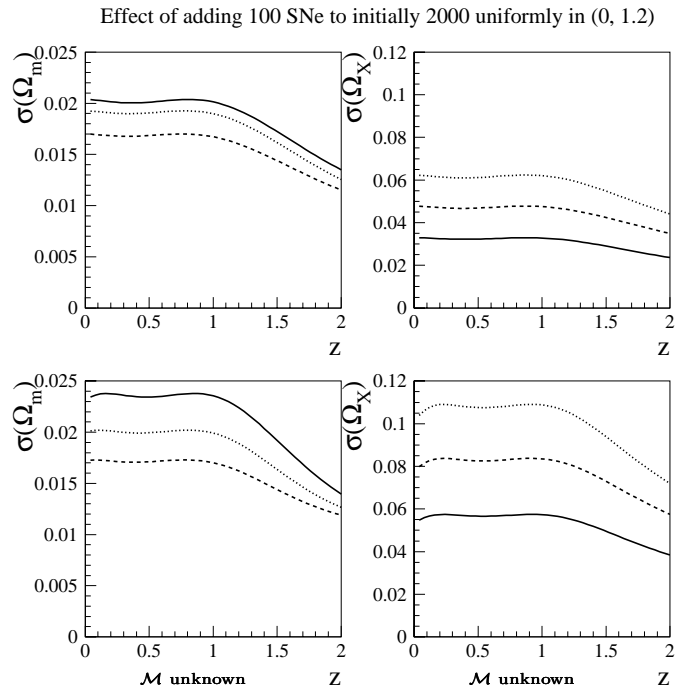 Effect of adding 100 SNe to initially 2000 uniformly in (0, 1.2)
σ(Ωm) σ(ΩX)
0.025 0.12
0.02 0.1
0.015 0.08
0.01 0.06
0.005 0.04
0.02
0 0
0 0.5 1 1.5 2 0 0.5 1 1.5 2
z z
σ(Ωm) σ(ΩX)
0.025 0.12
0.02 0.1
0.015 0.08
0.01 0.06
0.005 0.04
0.02
0 0
0 0.5 1 1.5 2 0 0.5 1 1.5 2
ℳ unknown z ℳ unknown z